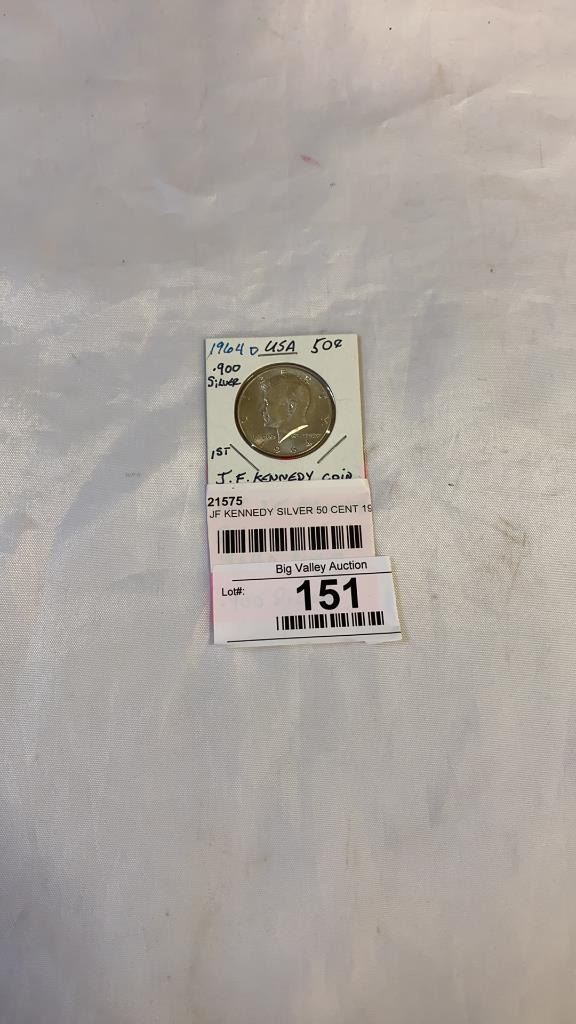 1964 D USA 50¢
.900
SILVER
1ST
J.F. KENNEDY COIN
21575
JF KENNEDY SILVER 50 CENT 19
Big Valley Auction
Lot#: 151